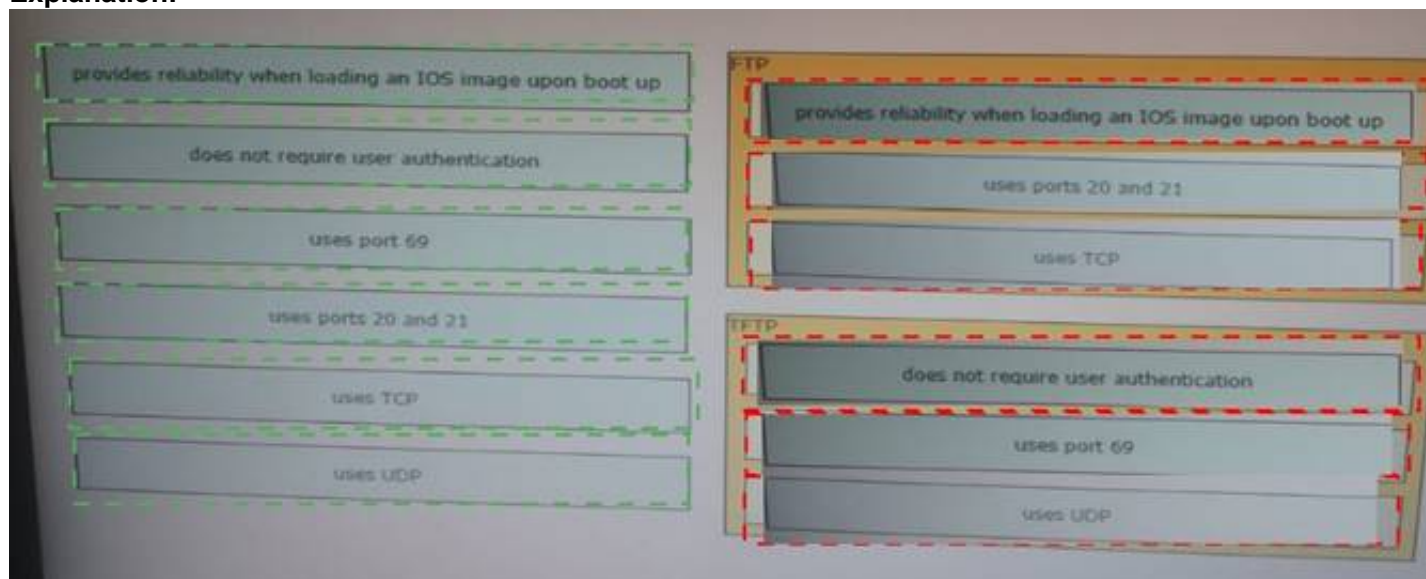 Explanation:
provides reliability when loading an IOS image upon boot up
does not require user authentication
uses port 69
uses ports 20 and 21
uses TCP
uses UDP
FTP
provides reliability when loading an IOS image upon boot up
uses ports 20 and 21
uses TCP
TFTP
does not require user authentication
uses port 69
uses UDP